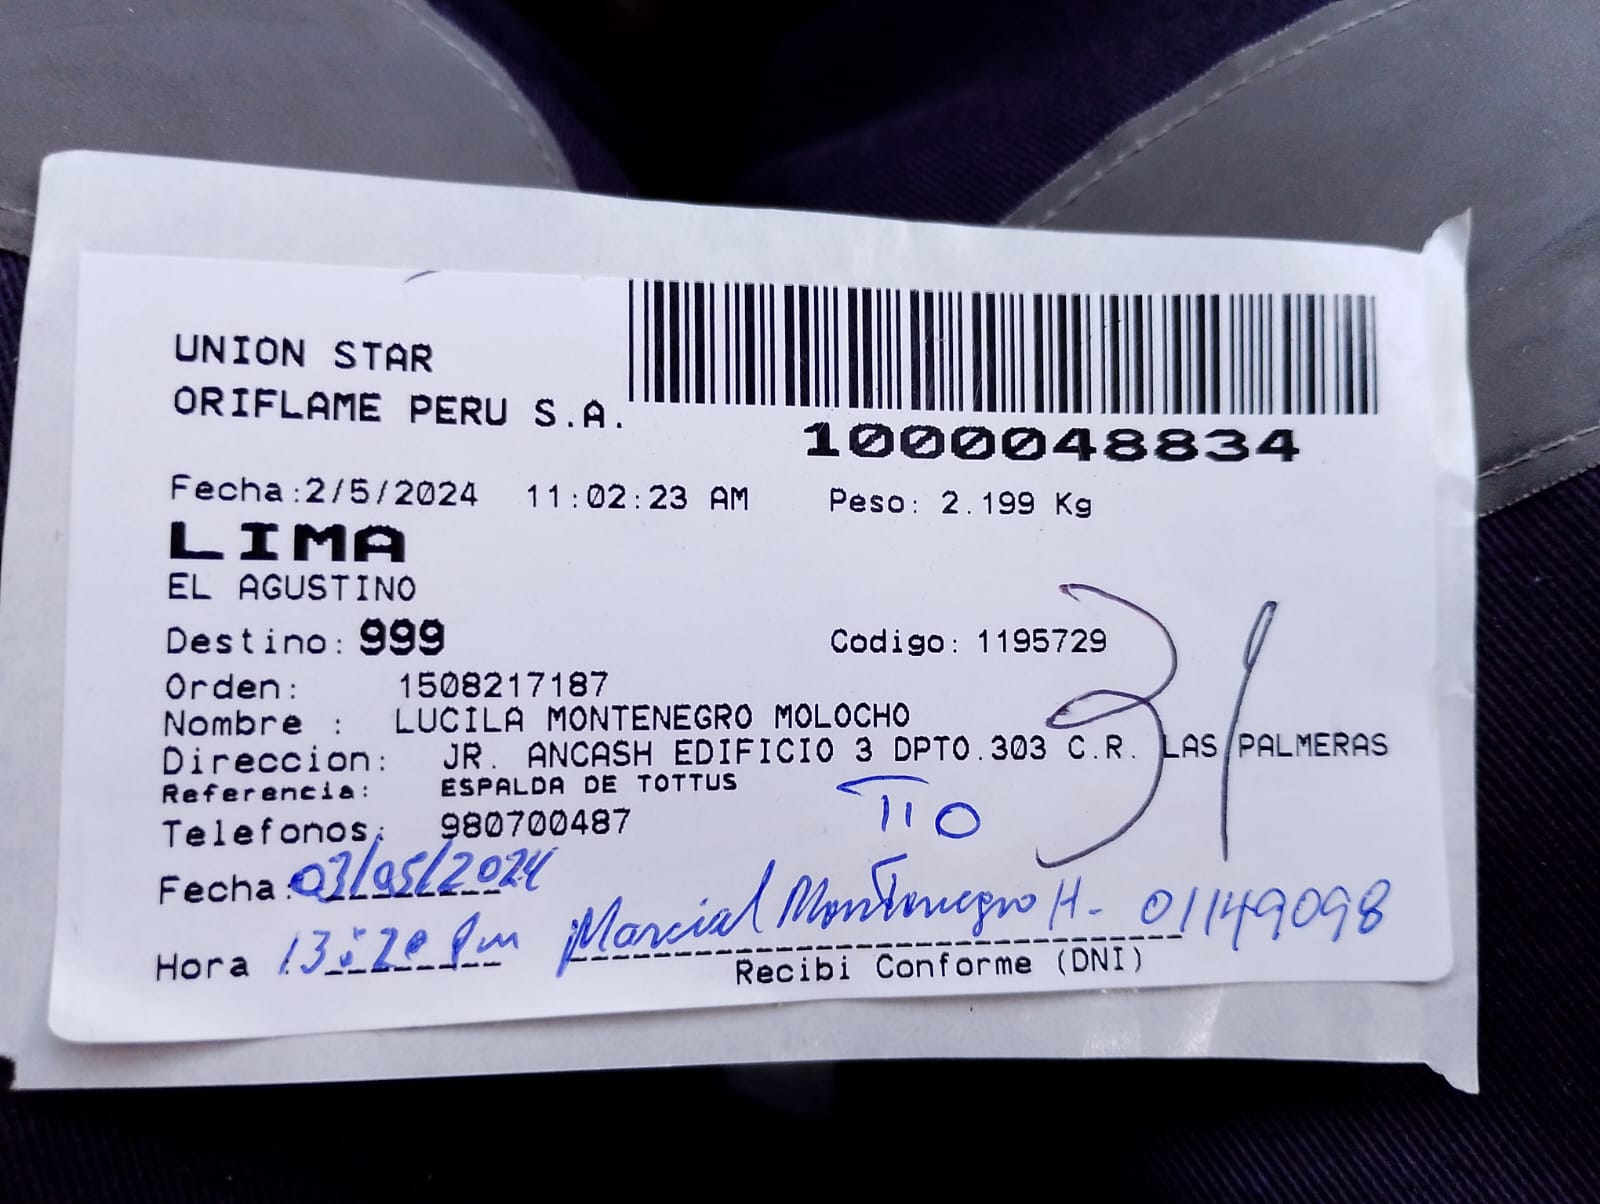 UNION STAR
ORIFLAME PERU S.A.
1000048834
Fecha:2/5/2024 11:02:23 AM Peso: 2.199 Kg
LIMA
EL AGUSTINO
Destino: 999 Codigo: 1195729
31
Orden: 1508217187
Nombre : LUCILA MONTENEGRO MOLOCHO
Direccion: JR. ANCASH EDIFICIO 3 DPTO.303 C.R. LAS PALMERAS
Referencia: ESPALDA DE TOTTUS
TIO
Telefonos: 980700487
Fecha: 03/05/2024
Hora 13:20 pm Marcial Montenegro H- 01149098
Recibi Conforme (DNI)